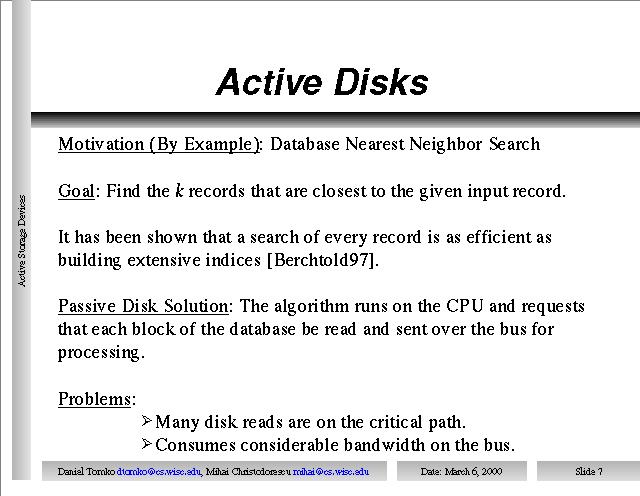 Active Disks
Motivation (By Example): Database Nearest Neighbor Search
Goal: Find the k records that are closest to the given input record.
It has been shown that a search of every record is as efficient as
building extensive indices [Berchtold97].
Passive Disk Solution: The algorithm runs on the CPU and requests
that each block of the database be read and sent over the bus for
processing.
Problems:
➢ Many disk reads are on the critical path.
➢ Consumes considerable bandwidth on the bus.
Active Storage Devices
Daniel Tomko dtomko@cs.wisc.edu, Mihai Christodorescu mihai@cs.wisc.edu
Date: March 6, 2000
Slide 7